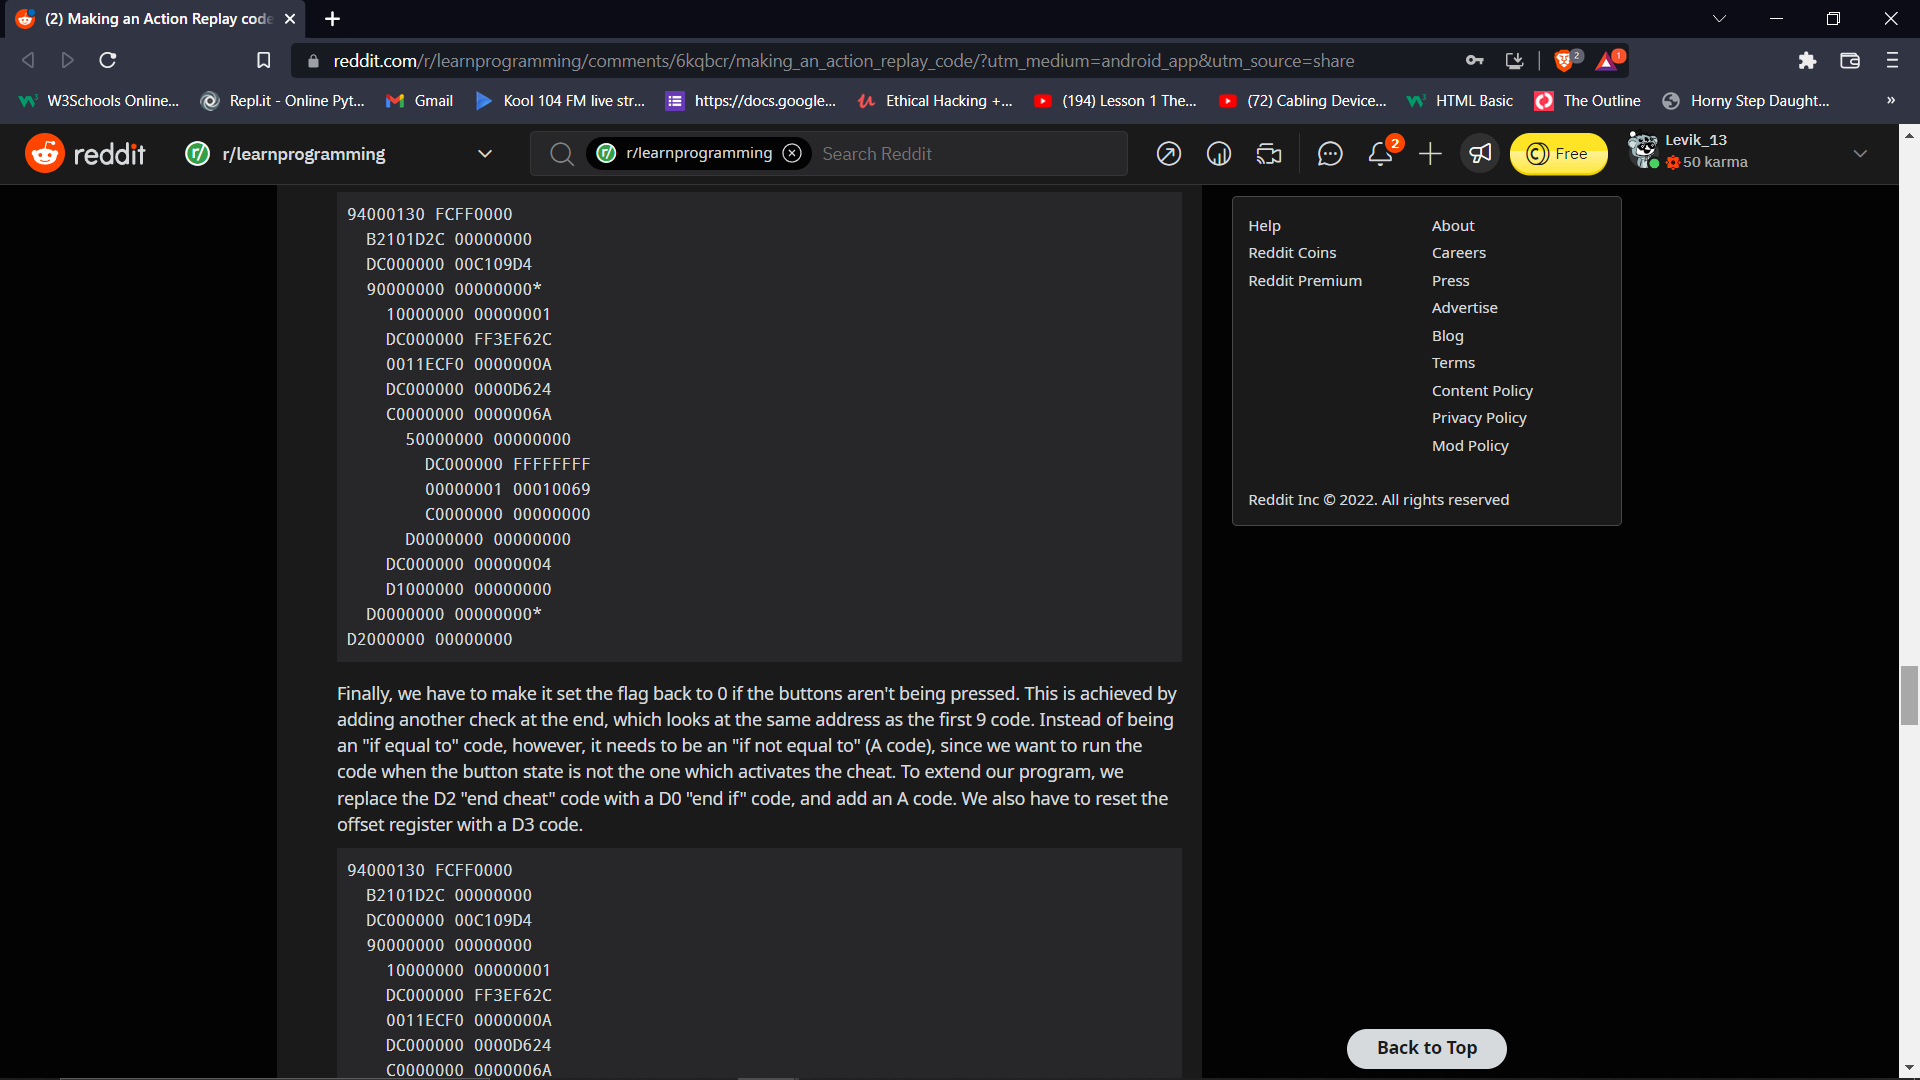 (2) Making an Action Replay code
reddit.com/r/learnprogramming/comments/6kqbcr/making_an_action_replay_code/?utm_medium=android_app&utm_source=share
2
1
W3Schools Online...
Repl.it - Online Pyt...
Gmail
Kool 104 FM live str...
https://docs.google...
Ethical Hacking +...
(194) Lesson 1 The...
(72) Cabling Device...
HTML Basic
The Outline
Horny Step Daught...
»
reddit
r/learnprogramming
r/learnprogramming
Search Reddit
2
Free
Levik_13
50 karma
94000130 FCFF0000
B2101D2C 00000000
DC000000 00C109D4
90000000 00000000*
10000000 00000001
DC000000 FF3EF62C
0011ECF0 0000000A
DC000000 0000D624
C0000000 0000006A
50000000 00000000
DC000000 FFFFFFFF
00000001 00010069
C0000000 00000000
D0000000 00000000
DC000000 00000004
D1000000 00000000
D0000000 00000000*
D2000000 00000000
Finally, we have to make it set the flag back to 0 if the buttons aren't being pressed. This is achieved by
adding another check at the end, which looks at the same address as the first 9 code. Instead of being
an "if equal to" code, however, it needs to be an "if not equal to" (A code), since we want to run the
code when the button state is not the one which activates the cheat. To extend our program, we
replace the D2 "end cheat" code with a D0 "end if" code, and add an A code. We also have to reset the
offset register with a D3 code.
94000130 FCFF0000
B2101D2C 00000000
DC000000 00C109D4
90000000 00000000
10000000 00000001
DC000000 FF3EF62C
0011ECF0 0000000A
DC000000 0000D624
C0000000 0000006A
Help
Reddit Coins
Reddit Premium
About
Careers
Press
Advertise
Blog
Terms
Content Policy
Privacy Policy
Mod Policy
Reddit Inc © 2022. All rights reserved
Back to Top